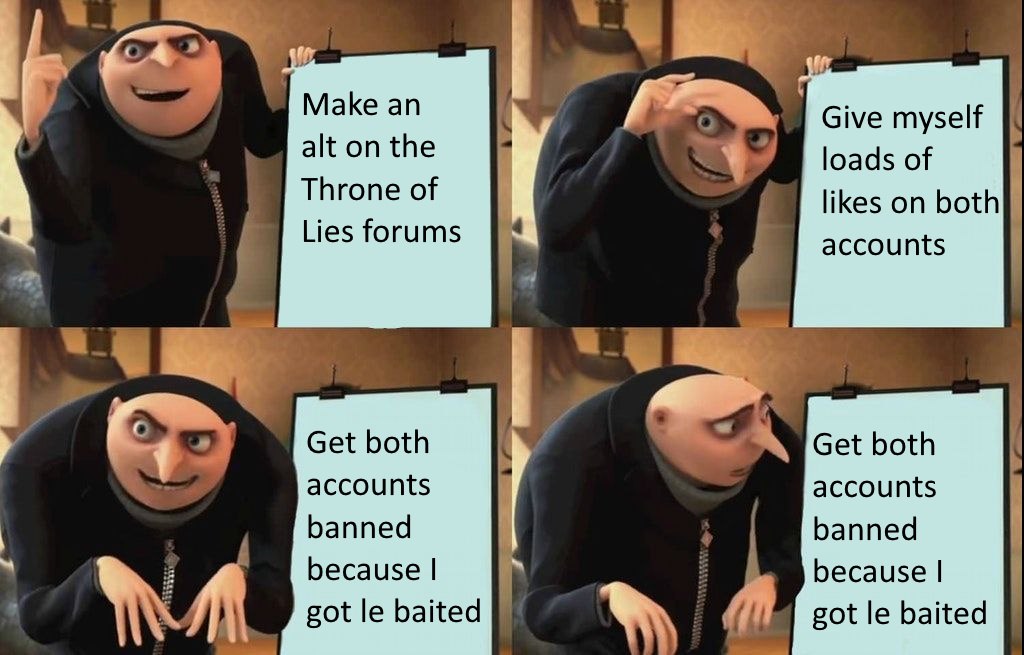 Make an
alt on the
Throne of
Lies forums
Give myself
loads of
likes on both
accounts
Get both
accounts
banned
because I
got le baited
Get both
accounts
banned
because I
got le baited